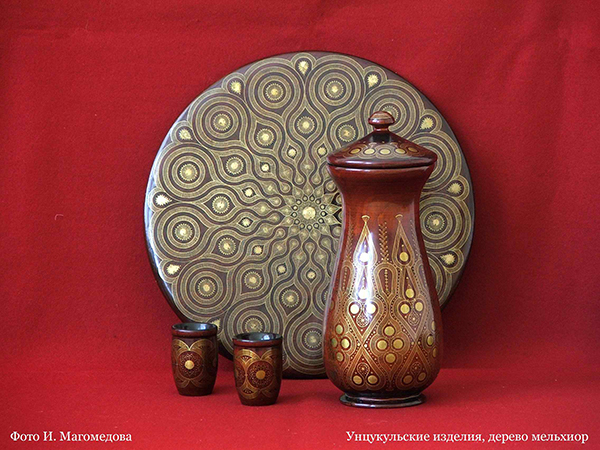 Фото И. Магомедова
Унцукульские изделия, дерево мельхиор